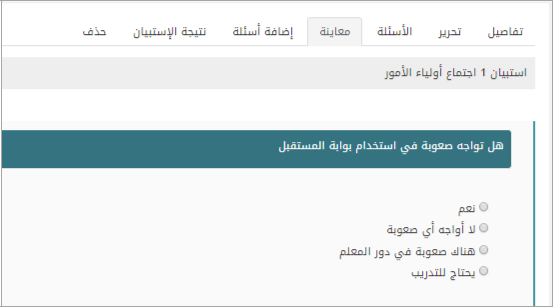 تفاصيل تحرير الأسئلة معاينة إضافة أسئلة نتيجة الإستبيان حذف
استبيان 1 اجتماع أولياء الأمور
هل تواجه صعوبة في استخدام بوابة المستقبل
نعم
لا أواجه أي صعوبة
هناك صعوبة في دور المعلم
يحتاج للتدريب